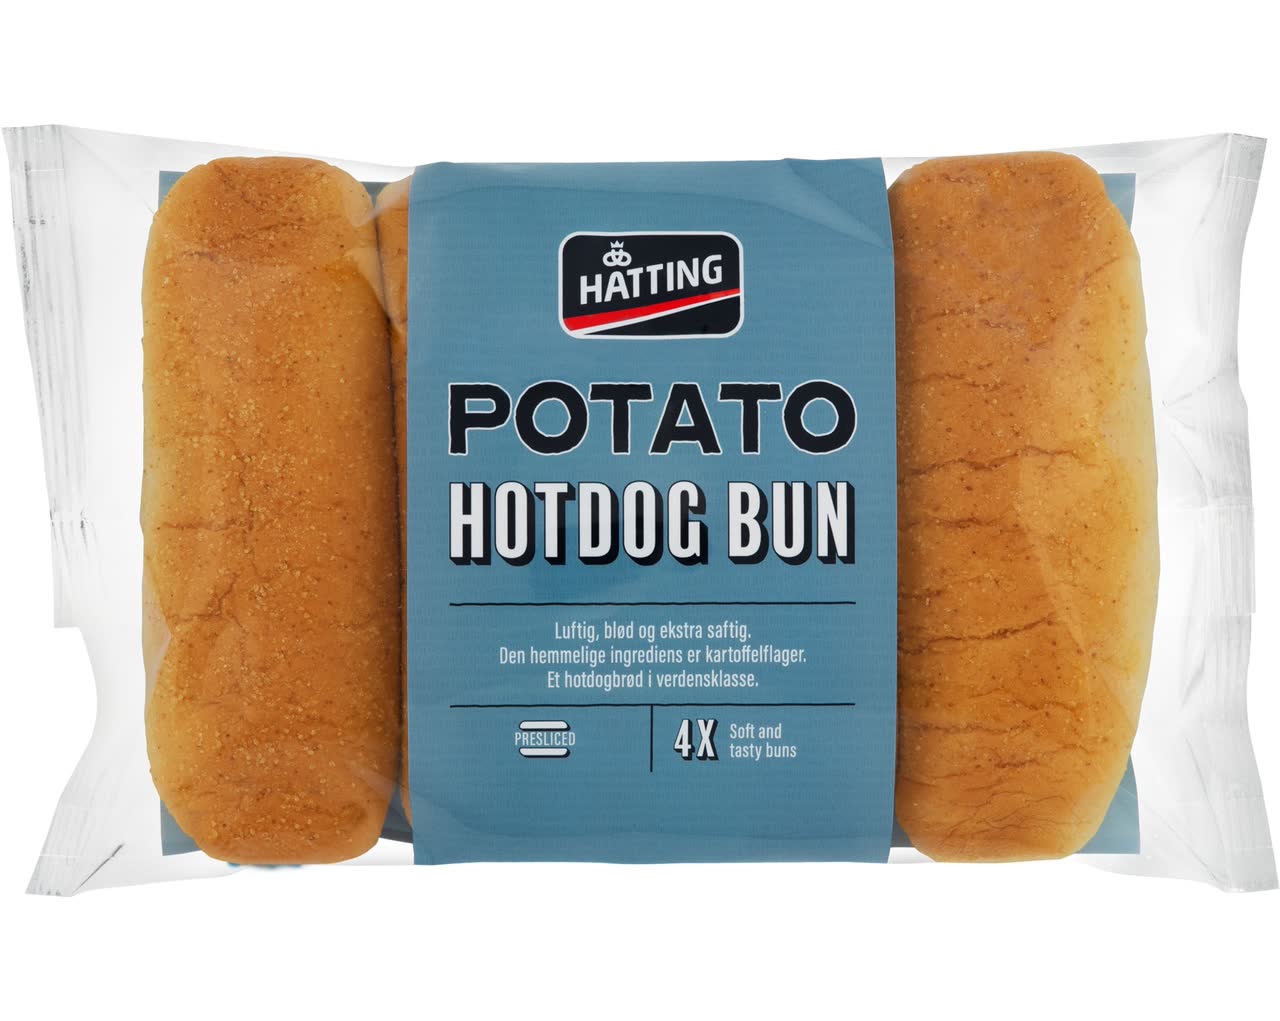 HATTING
POTATO
HOTDOG BUN
Luftig, blød og ekstra saftig.
Den hemmelige ingrediens er kartoffelflager.
Et hotdogbrød i verdensklasse.
PRESLICED
4X
Soft and
tasty buns